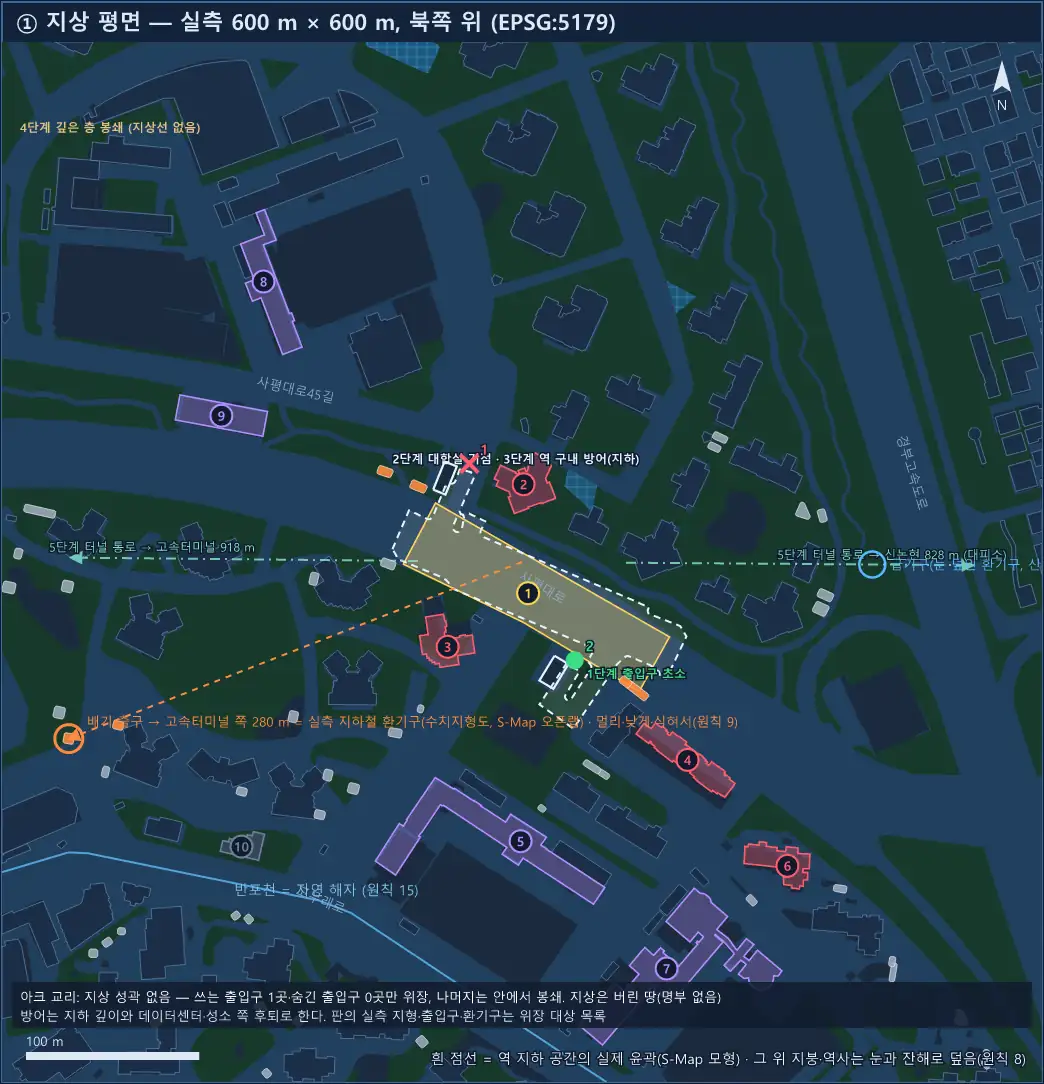 ① 지상 평면 — 실측 600 m × 600 m, 북쪽 위 (EPSG:5179)
N
4단계 깊은 층 봉쇄 (지상선 없음)
8
사평대로45길
9
경부고속도로
1
2단계 대합실 거점 · 3단계 역 구내 방어(지하)
2
5단계 터널 통로 → 고속터미널 918 m
5단계 터널 통로 → 신논현 828 m (대피소)
사평대로
1
3
2
1단계 출입구 초소
배기 출구 → 고속터미널 쪽 280 m = 실측 지하철 환기구(수치지형도, S-Map 오픈랩) · 멀리·낮게·식혀서(원칙 9)
4
5
10
6
반포천 = 자연 해자 (원칙 15)
7
아크 교리: 지상 성곽 없음 — 쓰는 출입구 1곳·숨긴 출입구 0곳만 위장, 나머지는 안에서 봉쇄. 지상은 버린 땅(명부 없음)
방어는 지하 깊이와 데이터센터·성소 쪽 후퇴로 한다. 판의 실측 지형·출입구·환기구는 위장 대상 목록
100 m
흰 점선 = 역 지하 공간의 실제 윤곽(S-Map 모형) · 그 위 지붕·역사는 눈과 잔해로 덮음(원칙 8)